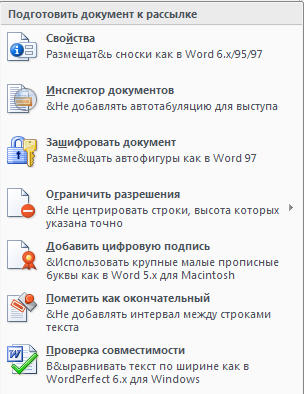 Подготовить документ к рассылке
Свойства
Размещат&ь сноски как в Word 6.x/95/97
Инспектор документов
&Не добавлять автотабуляцию для выступа
Зашифровать документ
Разме&щать автофигуры как в Word 97
Ограничить разрешения
&Не центрировать строки, высота которых
указана точно
Добавить цифровую подпись
&Использовать крупные малые прописные
буквы как в Word 5.x для Macintosh
Пометить как окончательный
&Не добавлять интервал между строками
текста
Проверка совместимости
В&ыравнивать текст по ширине как в
WordPerfect 6.x для Windows